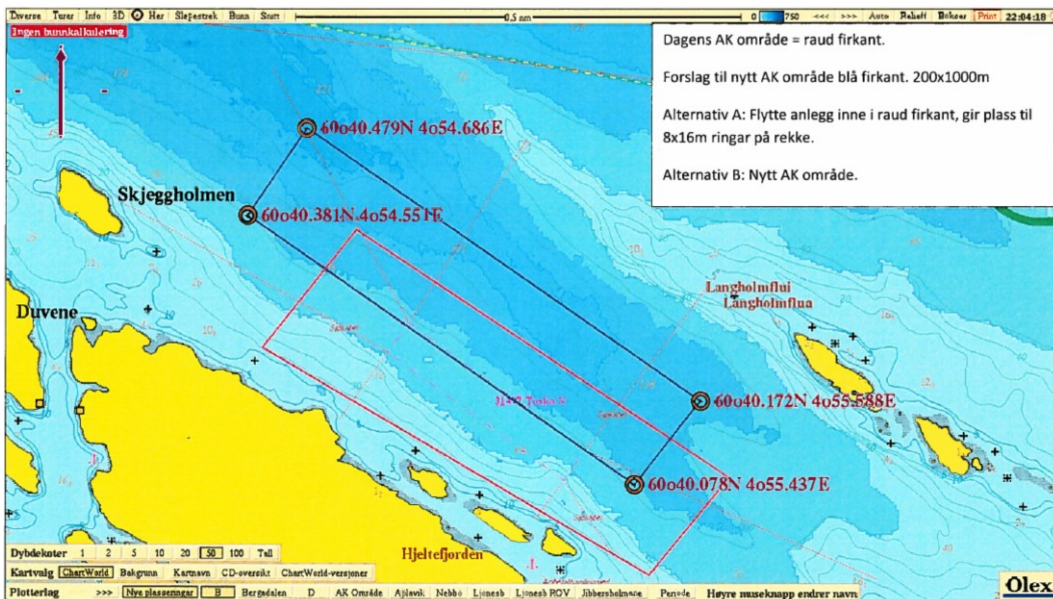 Diverse Turer Info 3D Her Slepestrek Bunn Snitt 0,5 nm 0 750 <<< >>> Auto Relieff Bokser Print 22:04:18
Ingen bunnkalkulering
Dagens AK område = raud firkant.
Forslag til nytt AK område blå firkant. 200x1000m
Alternativ A: Flytte anlegg inne i raud firkant, gir plass til
8x16m ringar på rekke.
Alternativ B: Nytt AK område.
60o40.479N 4o54.686E
Skjeggholmen
60o40.381N 4o54.551E
Langholmflui
Langholmflua
Duvene
60o40.172N 4o55.588E
60o40.078N 4o55.437E
Hjeltefjorden
Dybdekoter 1 2 5 10 20 50 100 Tall
Kartvalg ChartWorld Bakgrunn Kartnavn CD-oversikt ChartWorld-versjoner
Plotterlag >>> Nye plasseringar B Bergadalen D AK Område Aplavik Nebbo Ljonesb Ljonesb ROV Jibbersholmane Penode Høyre museknapp endrer navn
Olex